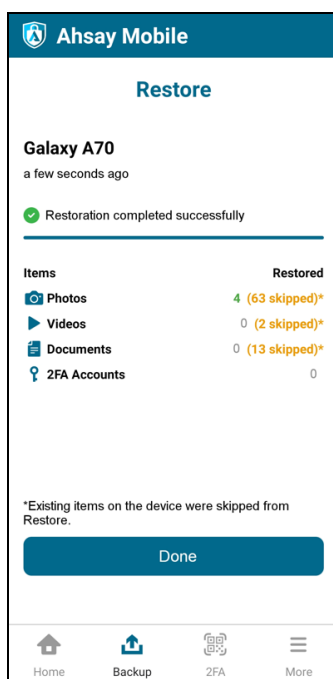 Ahsay Mobile
Restore
Galaxy A70
a few seconds ago
Restoration completed successfully
Items Restored
Photos 4 (63 skipped)*
Videos 0 (2 skipped)*
Documents 0 (13 skipped)*
2FA Accounts 0
*Existing items on the device were skipped from
Restore.
Done
Home Backup 2FA More